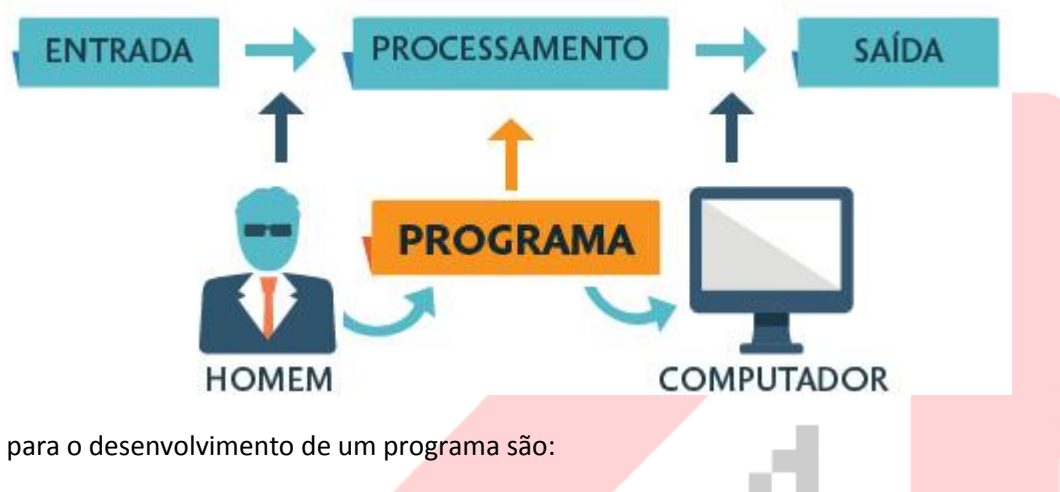 ENTRADA PROCESSAMENTO SAÍDA
PROGRAMA
HOMEM COMPUTADOR
para o desenvolvimento de um programa são: